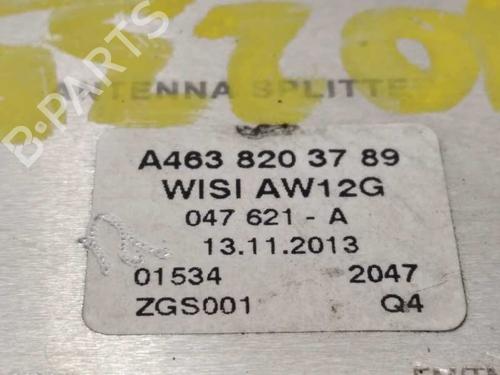 ANTENNA SPLITTE
A463 820 37 89
WISI AW12G
047 621 - A
13.11.2013
01534 2047
ZGS001 Q4
B-PARTS